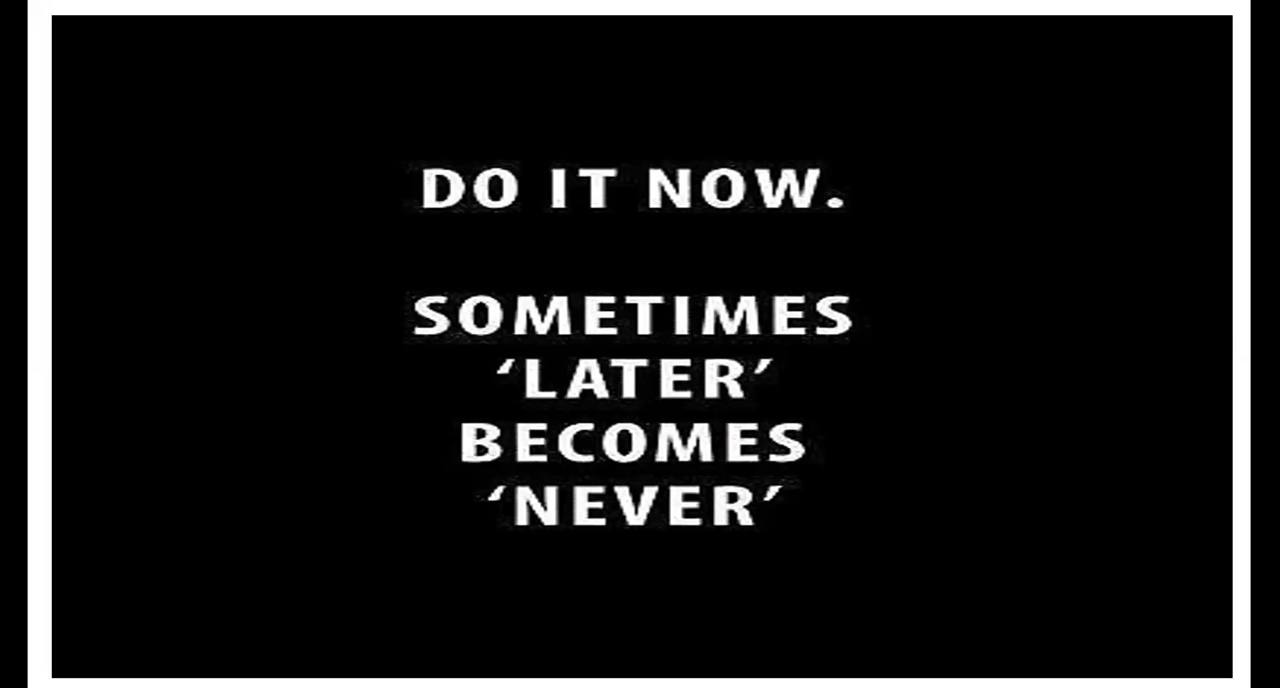 DO IT NOW.
SOMETIMES
‘LATER’
BECOMES
‘NEVER’